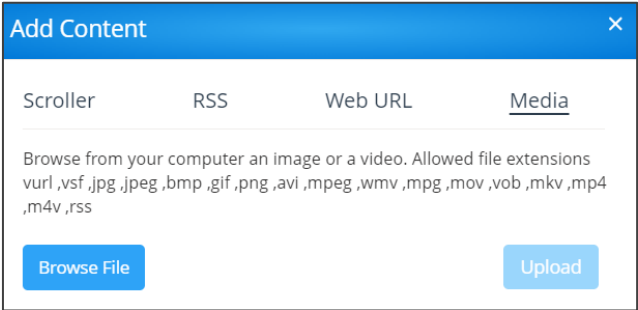 Add Content ×
Scroller RSS Web URL Media
Browse from your computer an image or a video. Allowed file extensions
vurl ,vsf ,jpg ,jpeg ,bmp ,gif ,png ,avi ,mpeg ,wmv ,mpg ,mov ,vob ,mkv ,mp4
,m4v ,rss
Browse File Upload